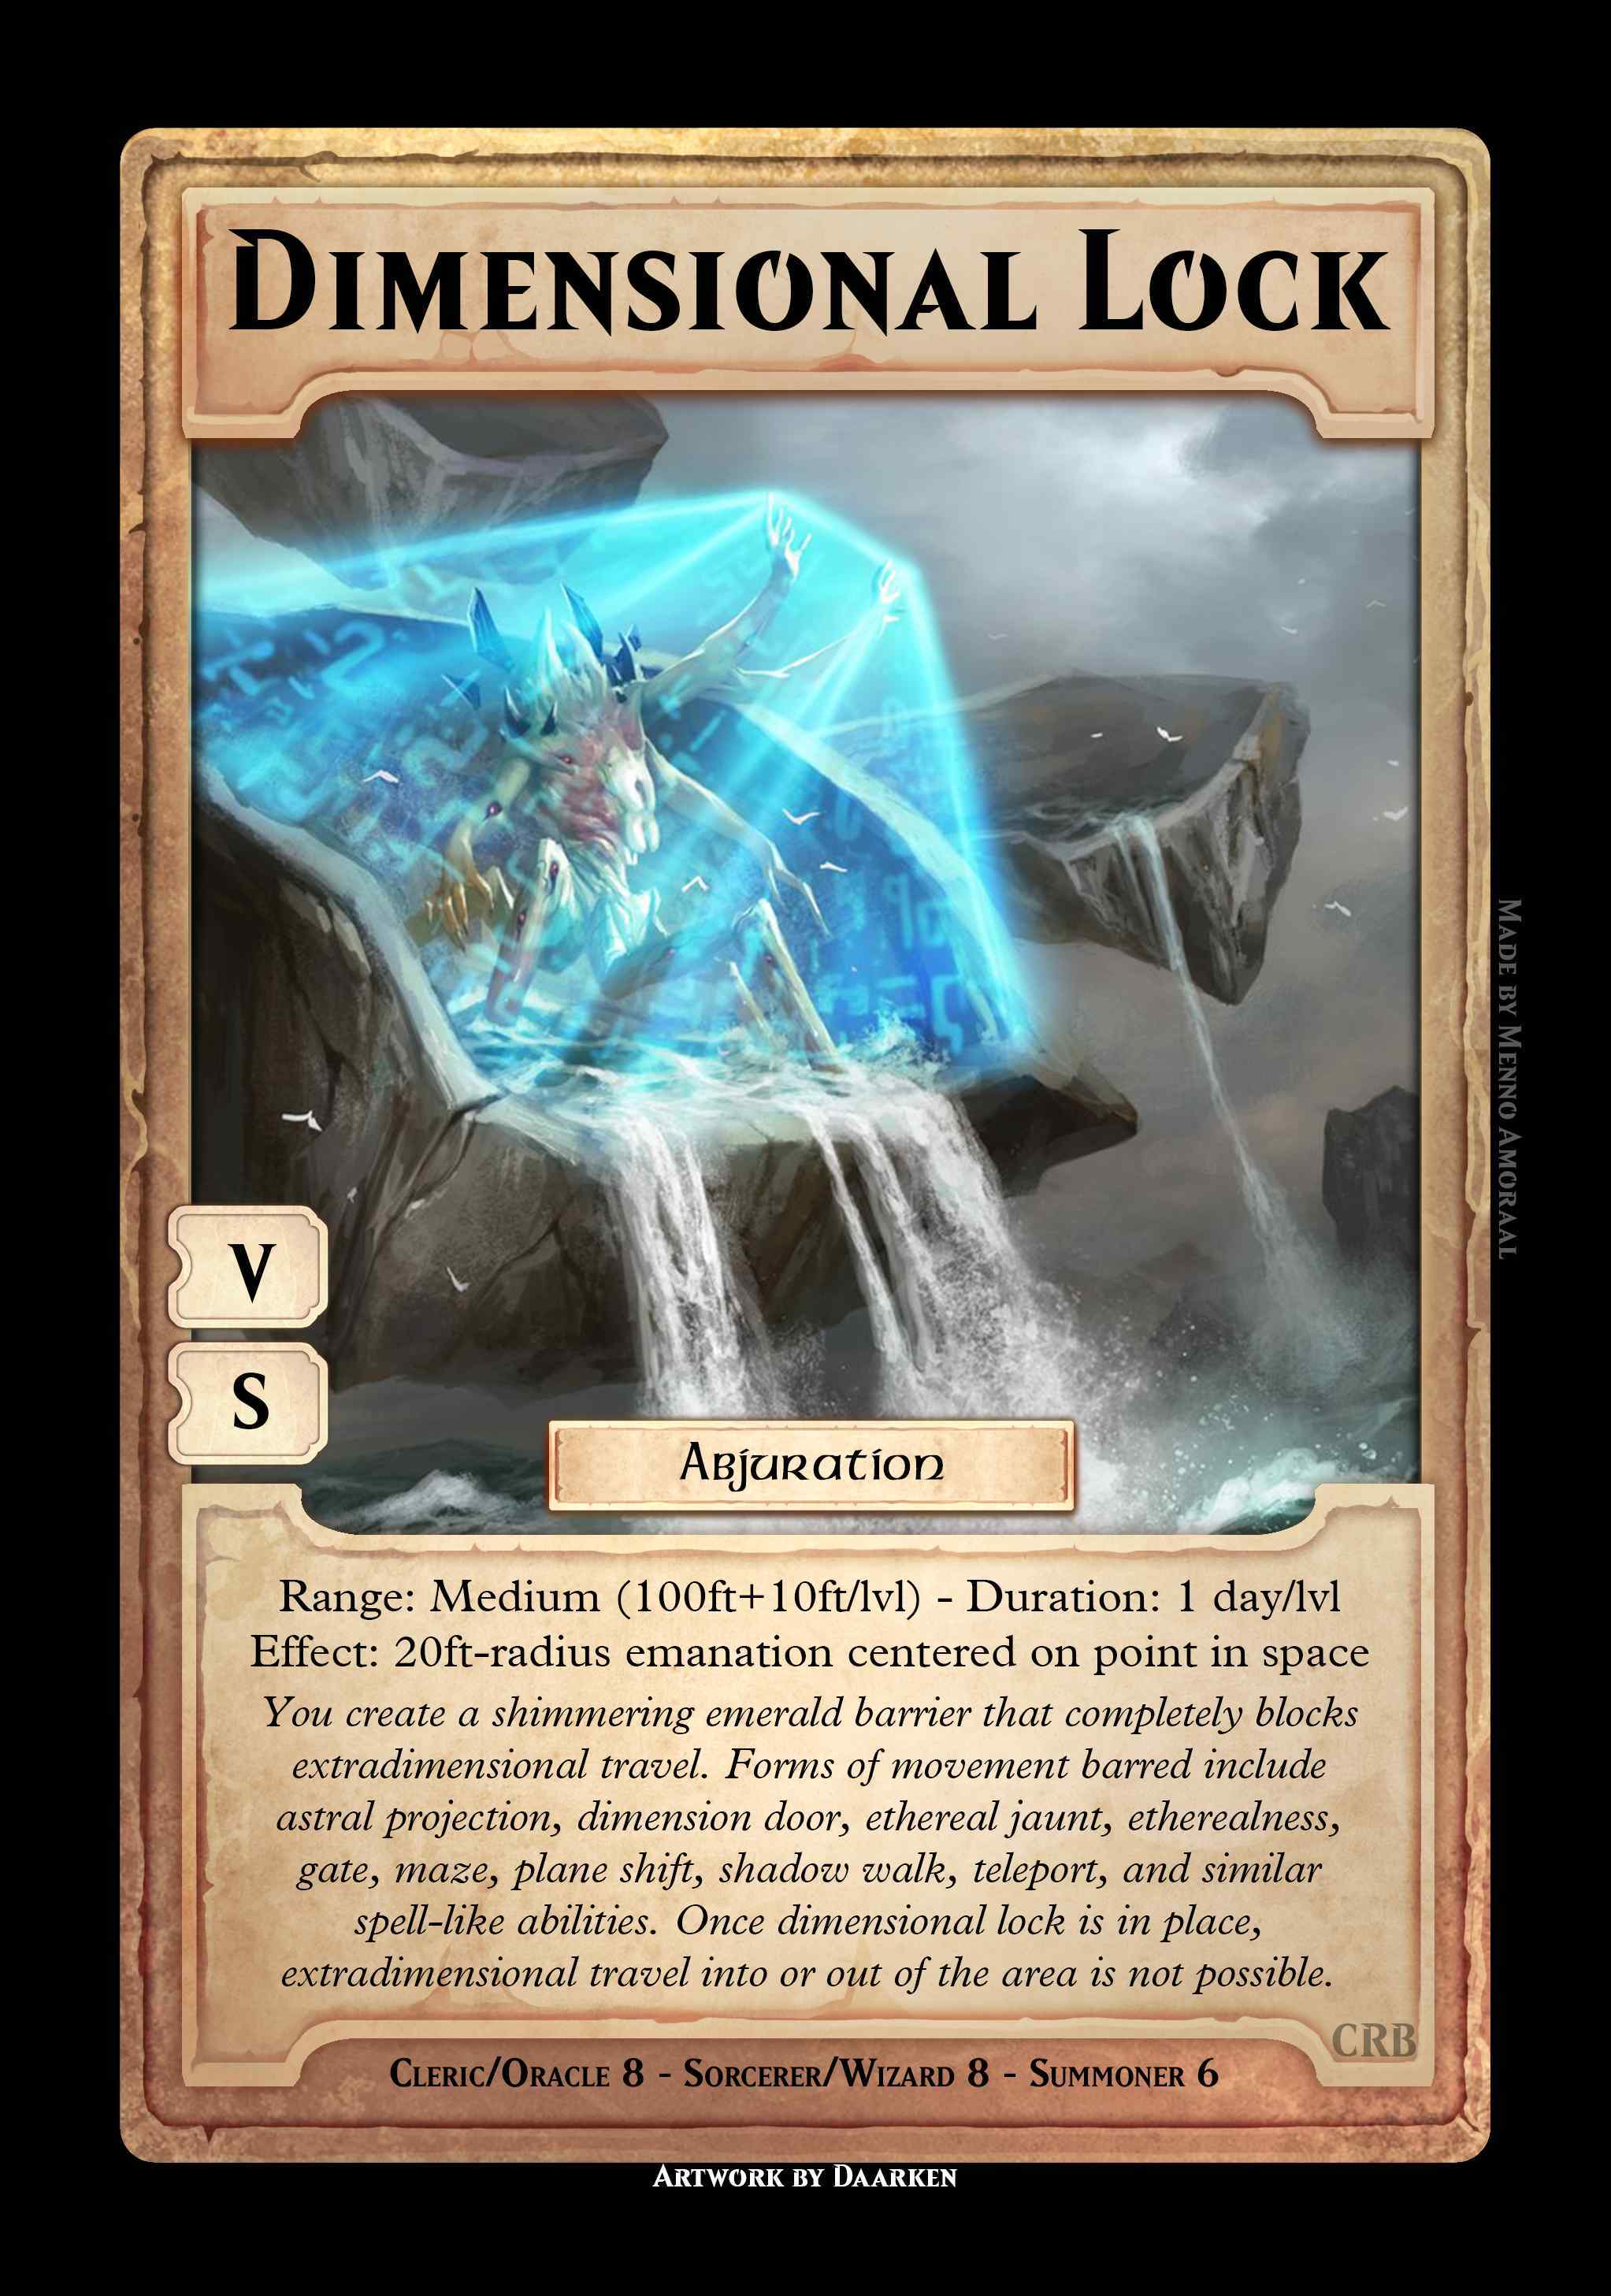 Dimensional Lock
V
S
Abjuration
Range: Medium (100ft+10ft/lvl) - Duration: 1 day/lvl
Effect: 20ft-radius emanation centered on point in space
You create a shimmering emerald barrier that completely blocks
extradimensional travel. Forms of movement barred include
astral projection, dimension door, ethereal jaunt, etherealness,
gate, maze, plane shift, shadow walk, teleport, and similar
spell-like abilities. Once dimensional lock is in place,
extradimensional travel into or out of the area is not possible.
CRB
Cleric/Oracle 8 - Sorcerer/Wizard 8 - Summoner 6
Artwork by Daarken
Made by Menno Amoraal